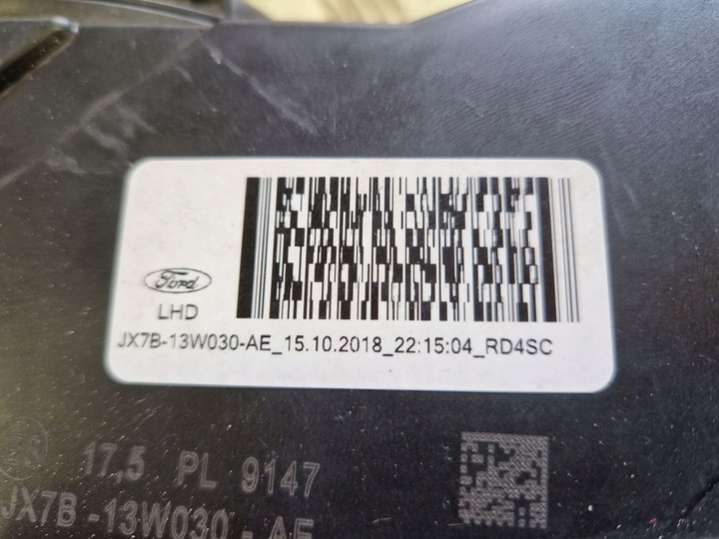 Ford
LHD
JX7B-13W030-AE_15.10.2018_22:15:04_RD4SC
17,5 PL 9147
JX7B -13W030 - AE